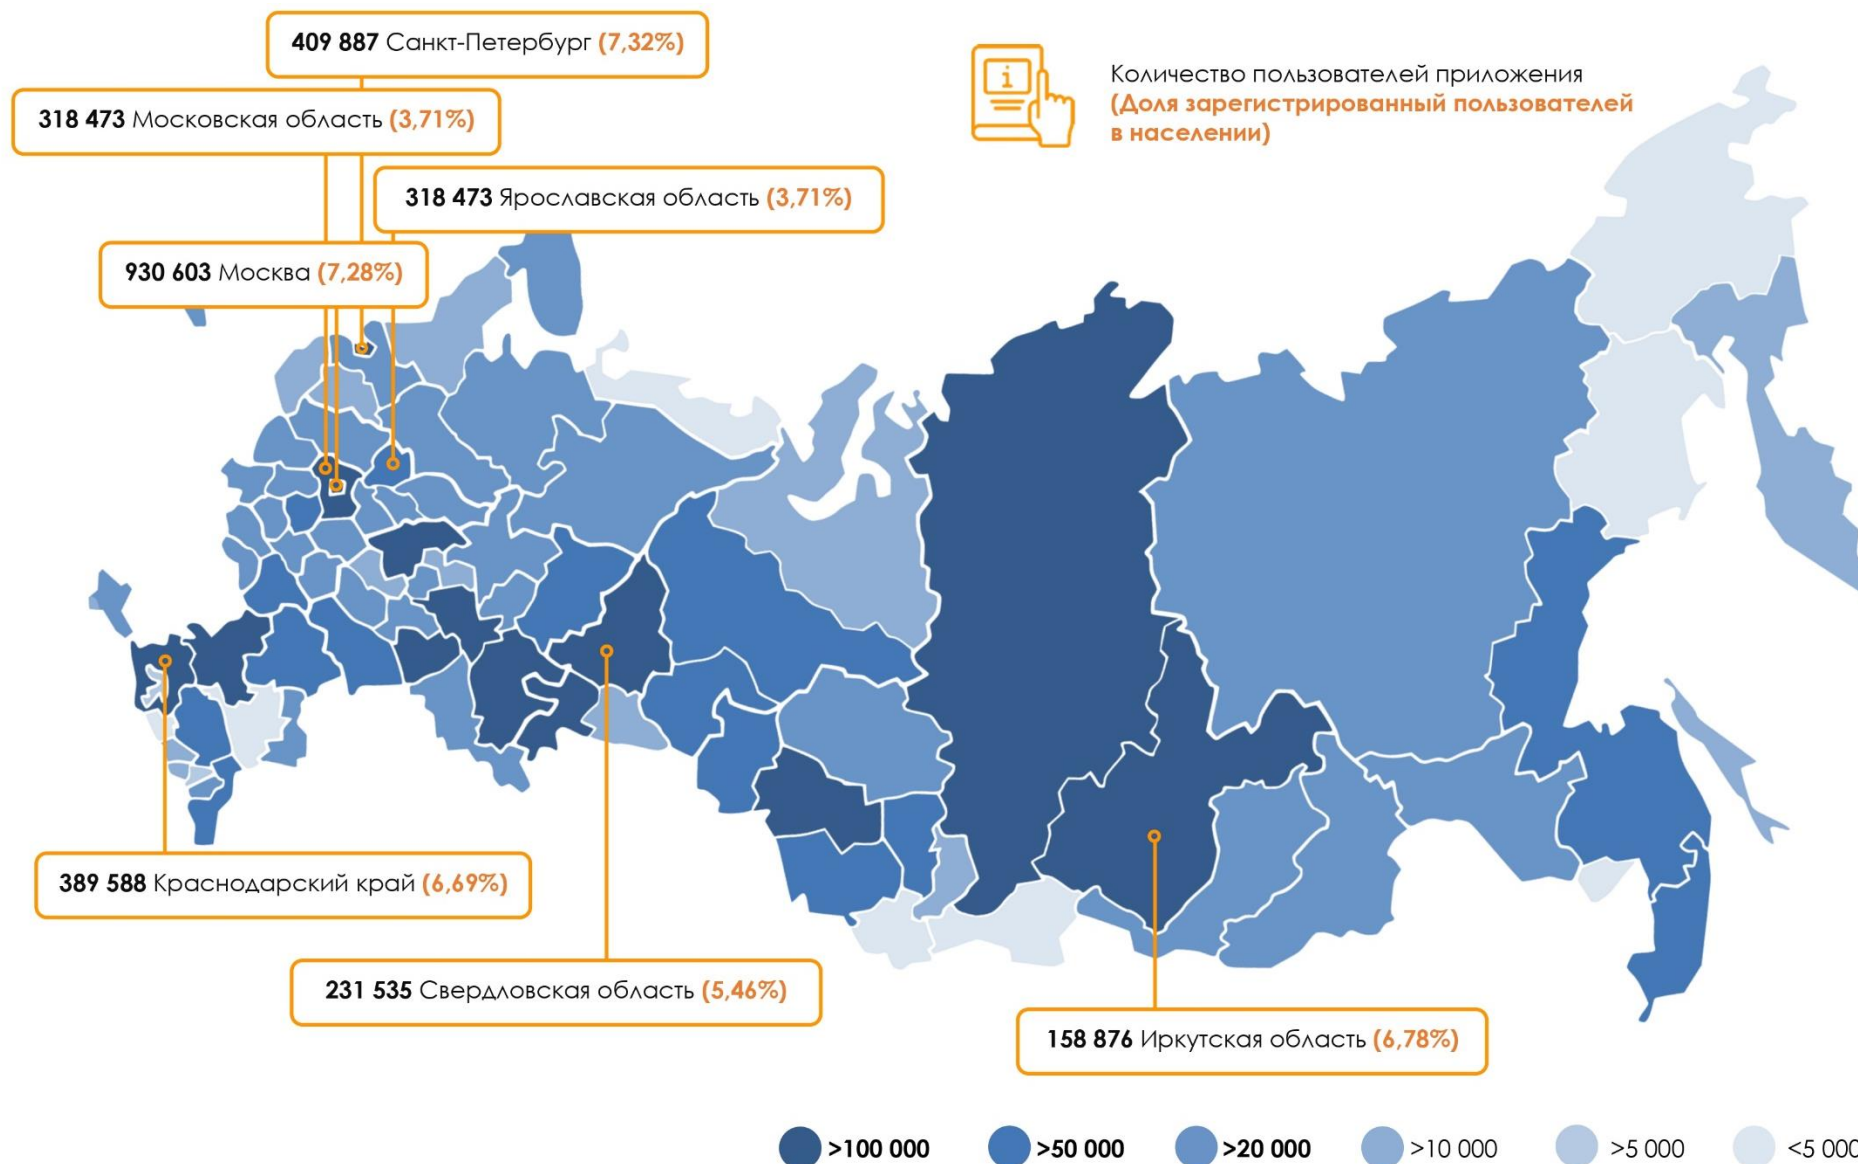 409 887 Санкт-Петербург (7,32%)
318 473 Московская область (3,71%)
318 473 Ярославская область (3,71%)
930 603 Москва (7,28%)
i
Количество пользователей приложения
(Доля зарегистрированный пользователей
в населении)
389 588 Краснодарский край (6,69%)
231 535 Свердловская область (5,46%)
158 876 Иркутская область (6,78%)
>100 000 >50 000 >20 000 >10 000 >5 000 <5 000